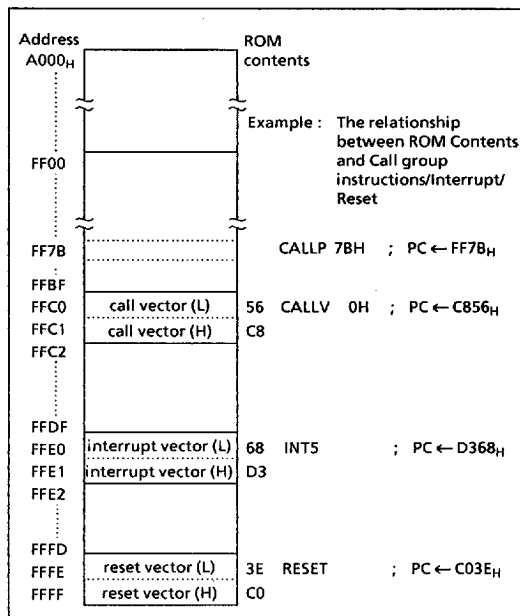 Address
ROM
contents
A000H
Example : The relationship
between ROM Contents
and Call group
instructions/Interrupt/
Reset
FF00
FF7B CALLP 7BH ; PC ← FF7BH
FFBF
FFC0 call vector (L) 56 CALLV 0H ; PC ← C856H
FFC1 call vector (H) C8
FFC2
FFDF
FFE0 interrupt vector (L) 68 INT5 ; PC ← D368H
FFE1 interrupt vector (H) D3
FFE2
FFFD
FFFE reset vector (L) 3E RESET ; PC ← C03EH
FFFF reset vector (H) C0